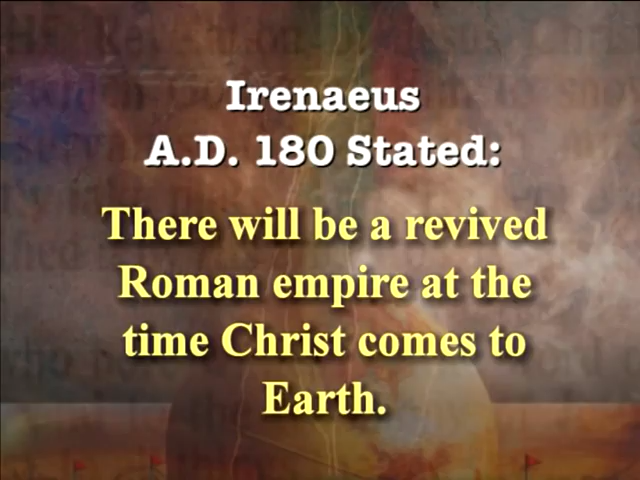 Irenaeus
A.D. 180 Stated:
There will be a revived
Roman empire at the
time Christ comes to
Earth.